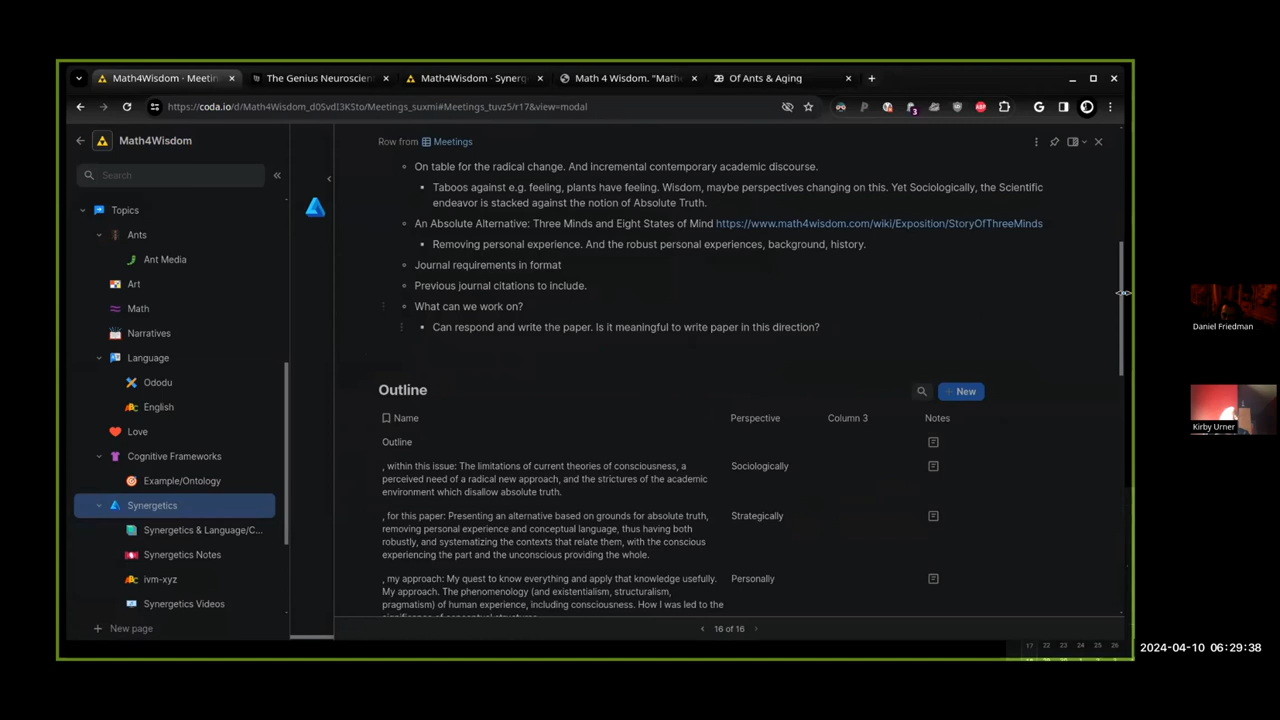 Math4Wisdom · Meetin
The Genius Neuroscien
Math4Wisdom · Synerg
Math 4 Wisdom. "Math
Of Ants & Aging
https://coda.io/d/Math4Wisdom_d0SvdI3KSto/Meetings_suxmi#Meetings_tuvz5/r17&view=modal
Math4Wisdom
Search
Topics
Ants
Ant Media
Art
Math
Narratives
Language
Ododu
English
Love
Cognitive Frameworks
Example/Ontology
Synergetics
Synergetics & Language/C...
Synergetics Notes
ivm-xyz
Synergetics Videos
New page
Row from Meetings
On table for the radical change. And incremental contemporary academic discourse.
Taboos against e.g. feeling, plants have feeling. Wisdom, maybe perspectives changing on this. Yet Sociologically, the Scientific
endeavor is stacked against the notion of Absolute Truth.
An Absolute Alternative: Three Minds and Eight States of Mind https://www.math4wisdom.com/wiki/Exposition/StoryOfThreeMinds
Removing personal experience. And the robust personal experiences, background, history.
Journal requirements in format
Previous journal citations to include.
What can we work on?
Can respond and write the paper. Is it meaningful to write paper in this direction?
Outline
New
Name Perspective Column 3 Notes
Outline
, within this issue: The limitations of current theories of consciousness, a Sociologically
perceived need of a radical new approach, and the strictures of the academic
environment which disallow absolute truth.
, for this paper: Presenting an alternative based on grounds for absolute truth, Strategically
removing personal experience and conceptual language, thus having both
robustly, and systematizing the contexts that relate them, with the conscious
experiencing the part and the unconscious providing the whole.
, my approach: My quest to know everything and apply that knowledge usefully. Personally
My approach. The phenomenology (and existentialism, structuralism,
pragmatism) of human experience, including consciousness. How I was led to the
16 of 16
Daniel Friedman
Kirby Urner
17 22 23 24 25 26
2024-04-10 06:29:38